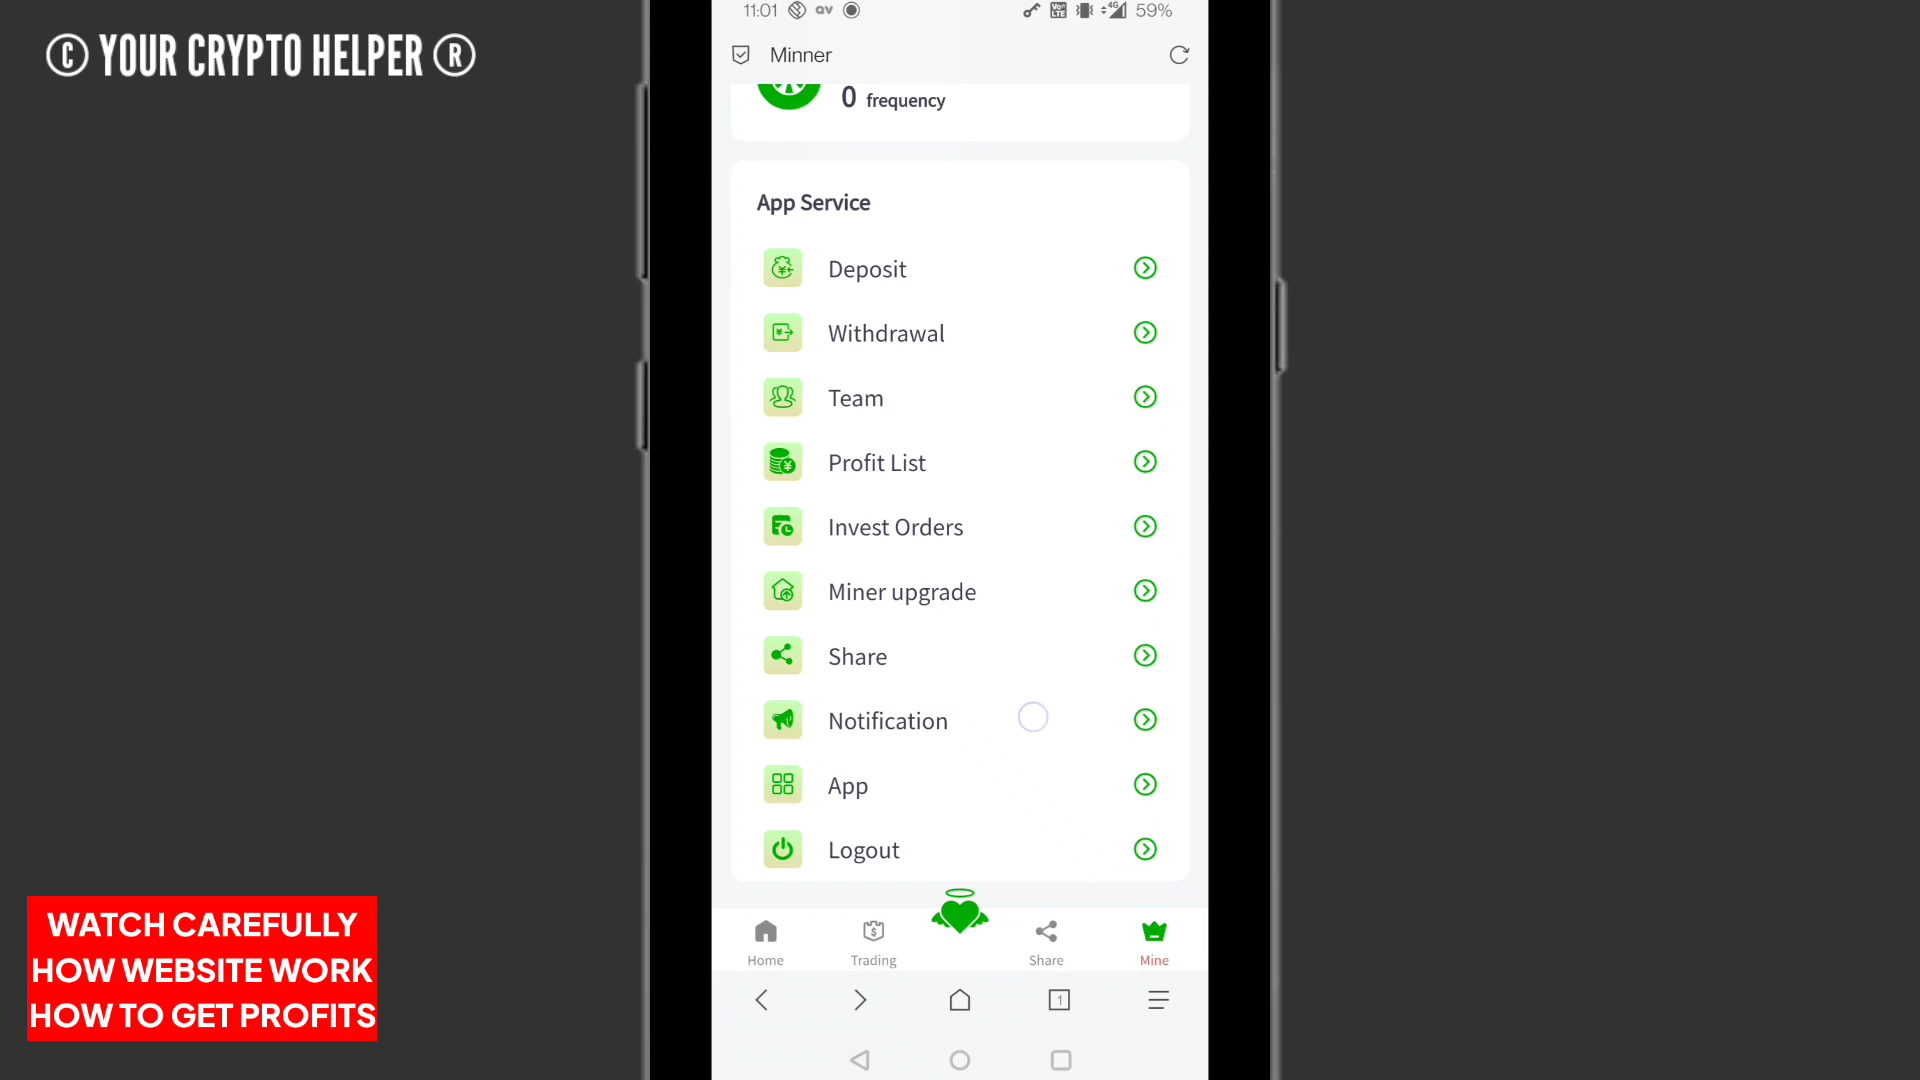 © YOUR CRYPTO HELPER ®
11:01
59%
Minner
0 frequency
App Service
Deposit
Withdrawal
Team
Profit List
Invest Orders
Miner upgrade
Share
Notification
App
Logout
Home
Trading
Share
Mine
1
WATCH CAREFULLY
HOW WEBSITE WORK
HOW TO GET PROFITS